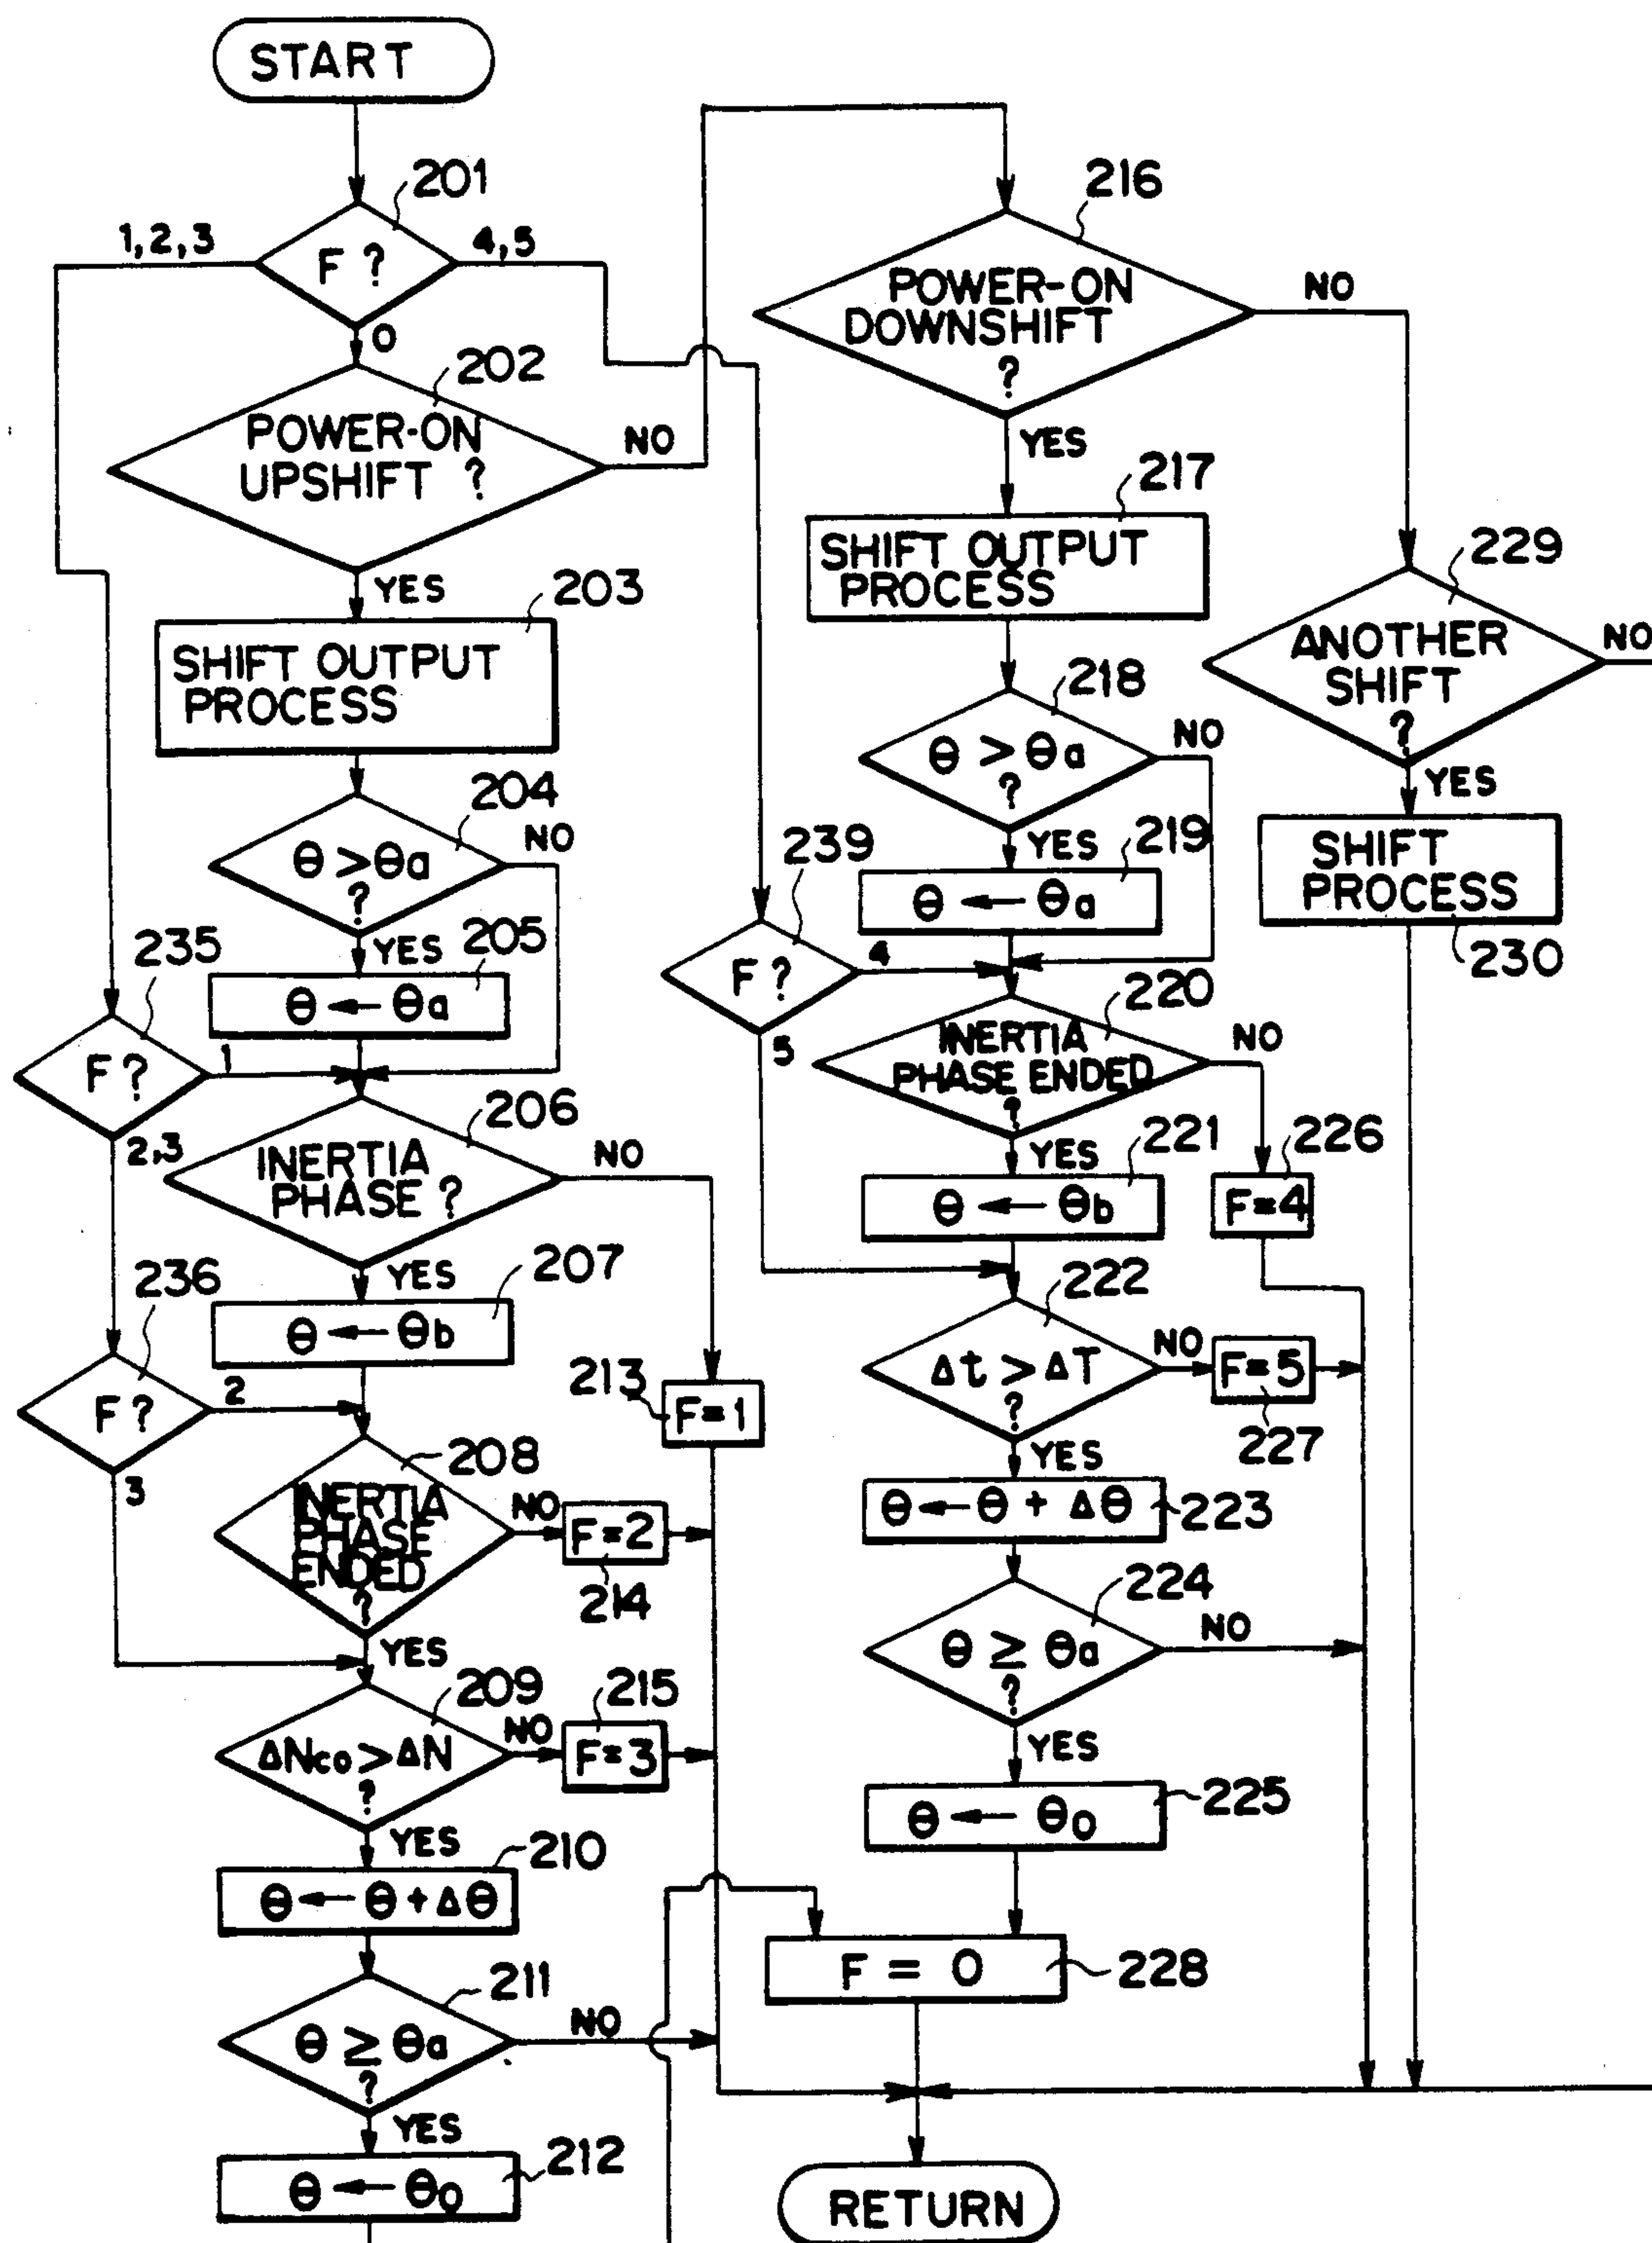 START
201
1,2,3
F ?
4,5
0
202
POWER-ON
UPSHIFT ?
NO
YES
203
SHIFT OUTPUT
PROCESS
204
Θ > Θa
?
NO
YES
205
Θ ← Θa
235
F ?
1
2,3
206
INERTIA
PHASE ?
NO
YES
207
Θ ← Θb
236
F ?
2
3
213
F=1
208
INERTIA
PHASE
ENDED
?
NO
F=2
214
YES
209
ΔNco > ΔN
?
NO
215
F=3
YES
210
Θ ← Θ + ΔΘ
211
Θ ≥ Θa
?
NO
YES
212
Θ ← Θ0
216
POWER-ON
DOWNSHIFT
?
NO
YES
217
SHIFT OUTPUT
PROCESS
218
Θ > Θa
?
NO
YES
219
Θ ← Θa
239
F ?
4
5
220
INERTIA
PHASE ENDED
?
NO
YES
221
Θ ← Θb
226
F=4
222
Δt > ΔT
?
NO
F=5
227
YES
223
Θ ← Θ + ΔΘ
224
Θ ≥ Θa
?
NO
YES
225
Θ ← Θ0
F = 0
228
229
ANOTHER
SHIFT
?
NO
YES
SHIFT
PROCESS
230
RETURN